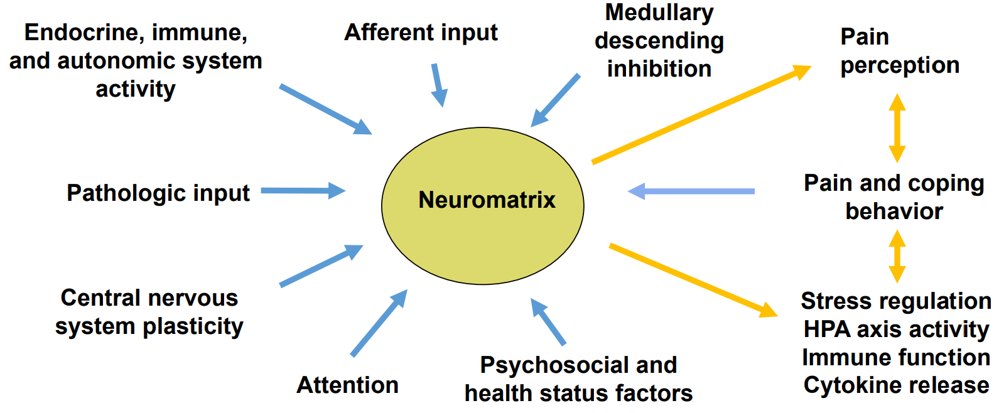 Endocrine, immune,
and autonomic system
activity
Afferent input
Medullary
descending
inhibition
Pain
perception
Pathologic input
Neuromatrix
Pain and coping
behavior
Central nervous
system plasticity
Attention
Psychosocial and
health status factors
Stress regulation
HPA axis activity
Immune function
Cytokine release